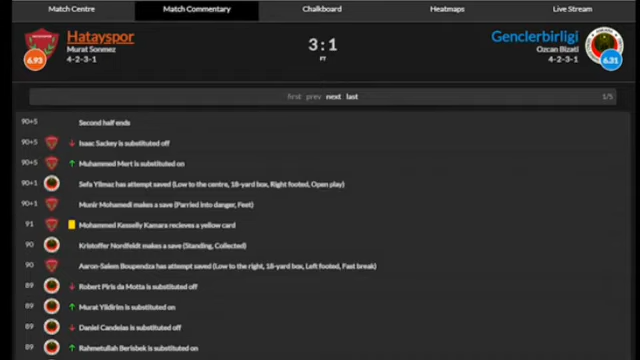 Match Centre Match Commentary Chalkboard Heatmaps Live Stream
Hatayspor 3:1 Genclerbirligi
Murat Sonmez FT Ozcan Bizati
6.93 4-2-3-1 4-2-3-1 6.31
first prev next last 1/5
90+5 Second half ends
90+5 Isaac Sackey is substituted off
90+5 Muhammed Mert is substituted on
90+1 Sefa Yilmaz has attempt saved (Low to the centre, 18-yard box, Right footed, Open play)
90+1 Munir Mohamedi makes a save (Parried into danger, Feet)
91 Mohammed Kesselly Kamara recieves a yellow card
90 Kristoffer Nordfeldt makes a save (Standing, Collected)
90 Aaron-Salem Boupendza has attempt saved (Low to the right, 18-yard box, Left footed, Fast break)
89 Robert Piris da Motta is substituted off
89 Murat Yildirim is substituted on
89 Daniel Candeias is substituted off
89 Rahmetullah Berisbek is substituted on